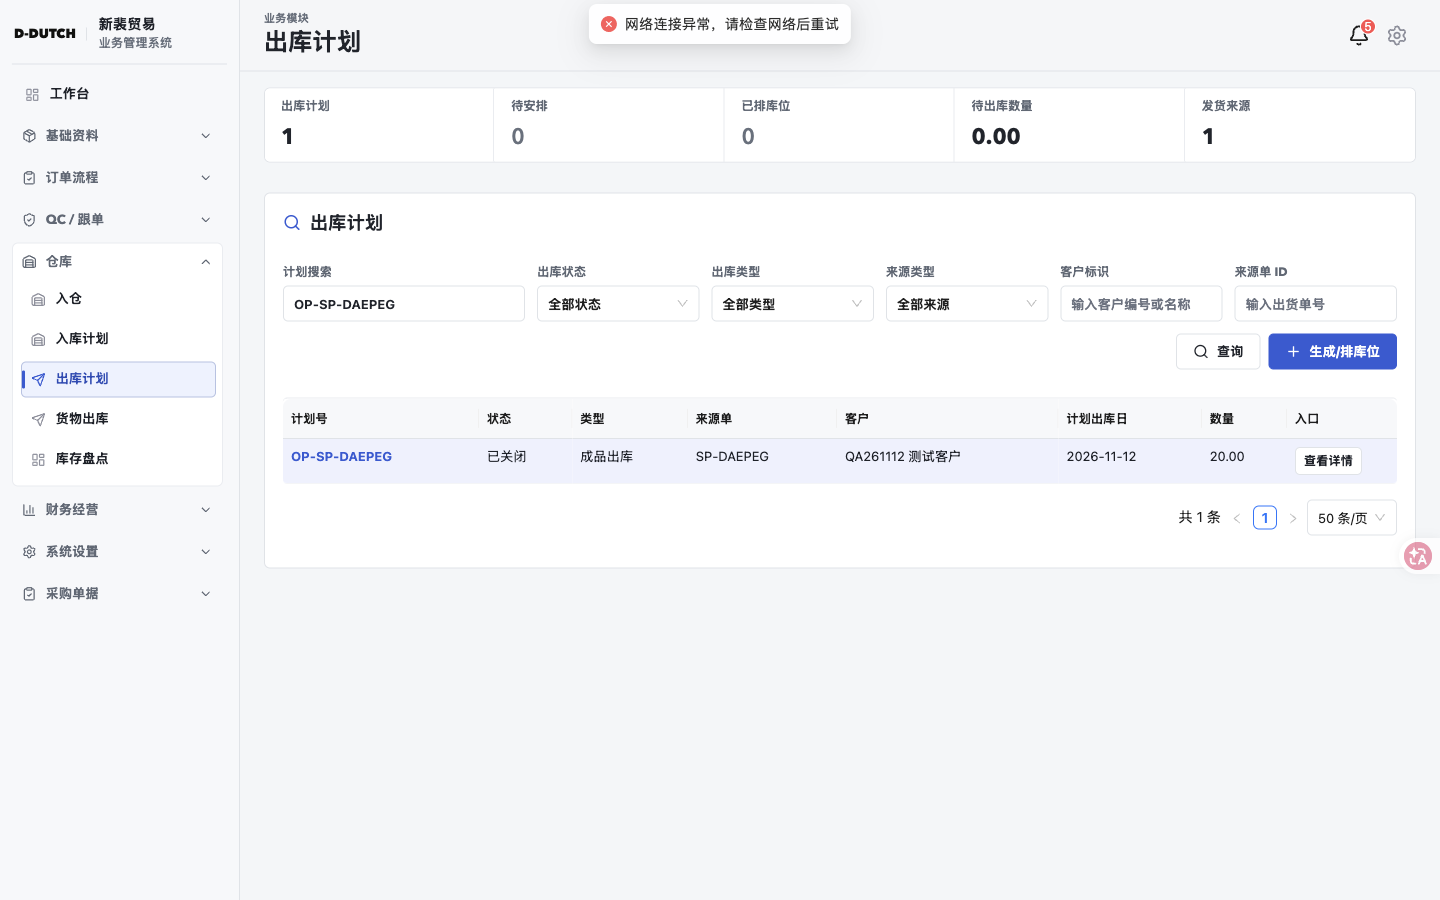 D-DUTCH
新装贸易
业务管理系统
工作台
基础资料
订单流程
QC / 跟单
仓库
入仓
入库计划
出库计划
货物出库
库存盘点
财务经营
系统设置
采购单据
业务模块
出库计划
网络连接异常，请检查网络后重试
5
出库计划
1
待安排
0
已排库位
0
待出库数量
0.00
发货来源
1
出库计划
计划搜索
OP-SP-DAEPEG
出库状态
全部状态
出库类型
全部类型
来源类型
全部来源
客户标识
输入客户编号或名称
来源单 ID
输入出货单号
查询
生成/排库位
计划号 状态 类型 来源单 客户 计划出库日 数量 入口
OP-SP-DAEPEG 已关闭 成品出库 SP-DAEPEG QA261112 测试客户 2026-11-12 20.00 查看详情
共 1 条 1 50 条/页